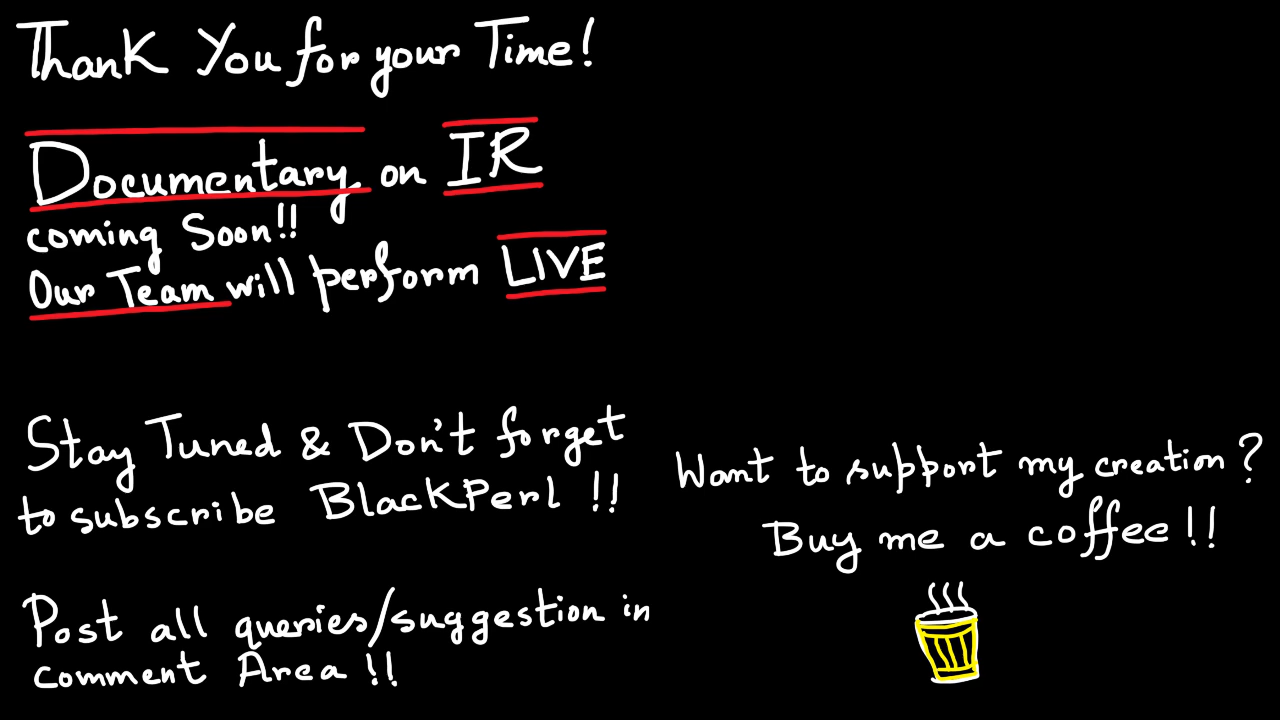 Thank You for your Time!
Documentary on IR
coming Soon!!
Our Team will perform LIVE
Stay Tuned & Don't forget
to subscribe BlackPerl !!
Post all queries/suggestion in
comment Area !!
Want to support my creation?
Buy me a coffee!!